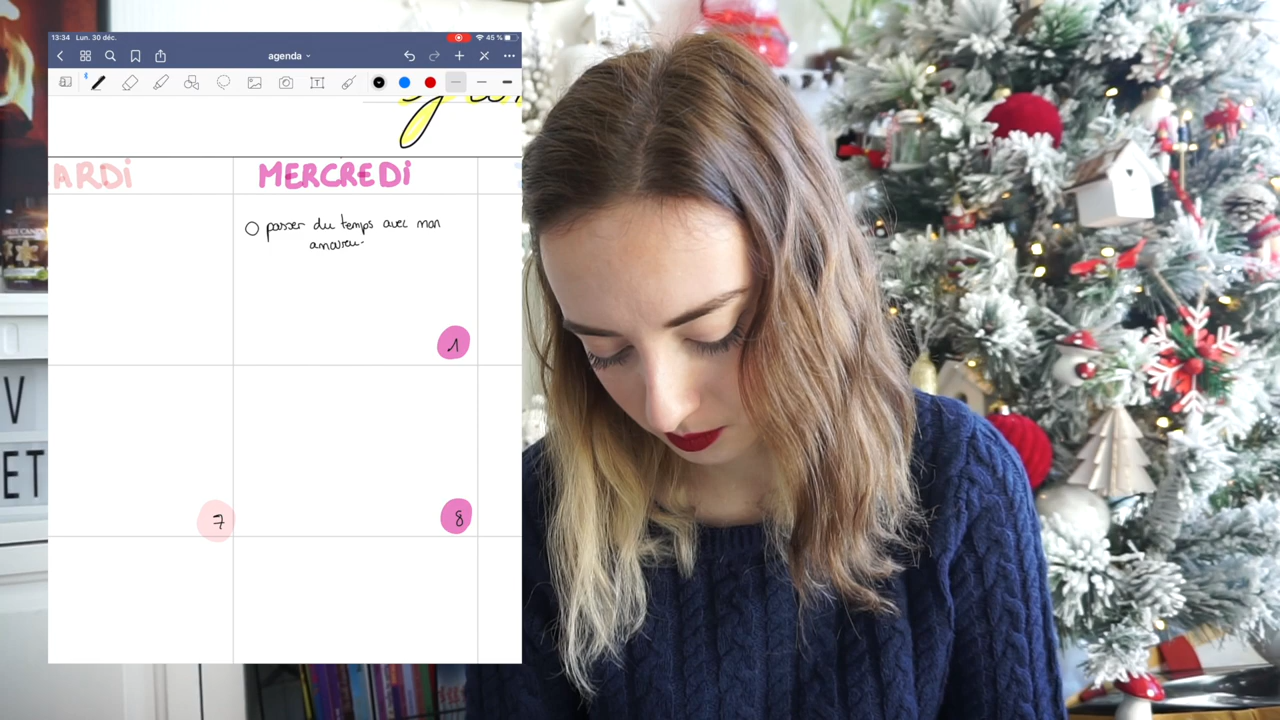 13:34 Lun. 30 déc.
45 %
agenda
ARDi
MERCREDi
passer du temps avec mon
amoureu
1
7
8
V
ET